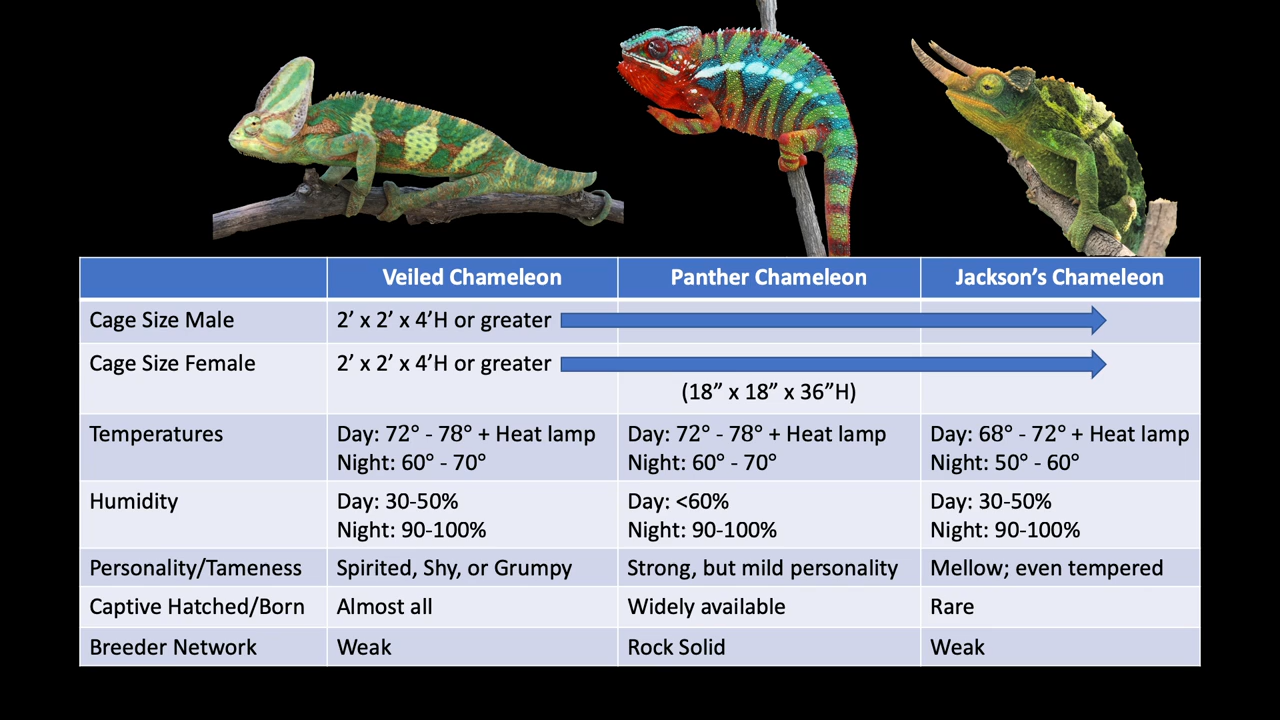 Veiled Chameleon Panther Chameleon Jackson’s Chameleon
Cage Size Male 2’ x 2’ x 4’H or greater
Cage Size Female 2’ x 2’ x 4’H or greater
(18” x 18” x 36”H)
Temperatures Day: 72° - 78° + Heat lamp Day: 72° - 78° + Heat lamp Day: 68° - 72° + Heat lamp
Night: 60° - 70° Night: 60° - 70° Night: 50° - 60°
Humidity Day: 30-50% Day: <60% Day: 30-50%
Night: 90-100% Night: 90-100% Night: 90-100%
Personality/Tameness Spirited, Shy, or Grumpy Strong, but mild personality Mellow; even tempered
Captive Hatched/Born Almost all Widely available Rare
Breeder Network Weak Rock Solid Weak